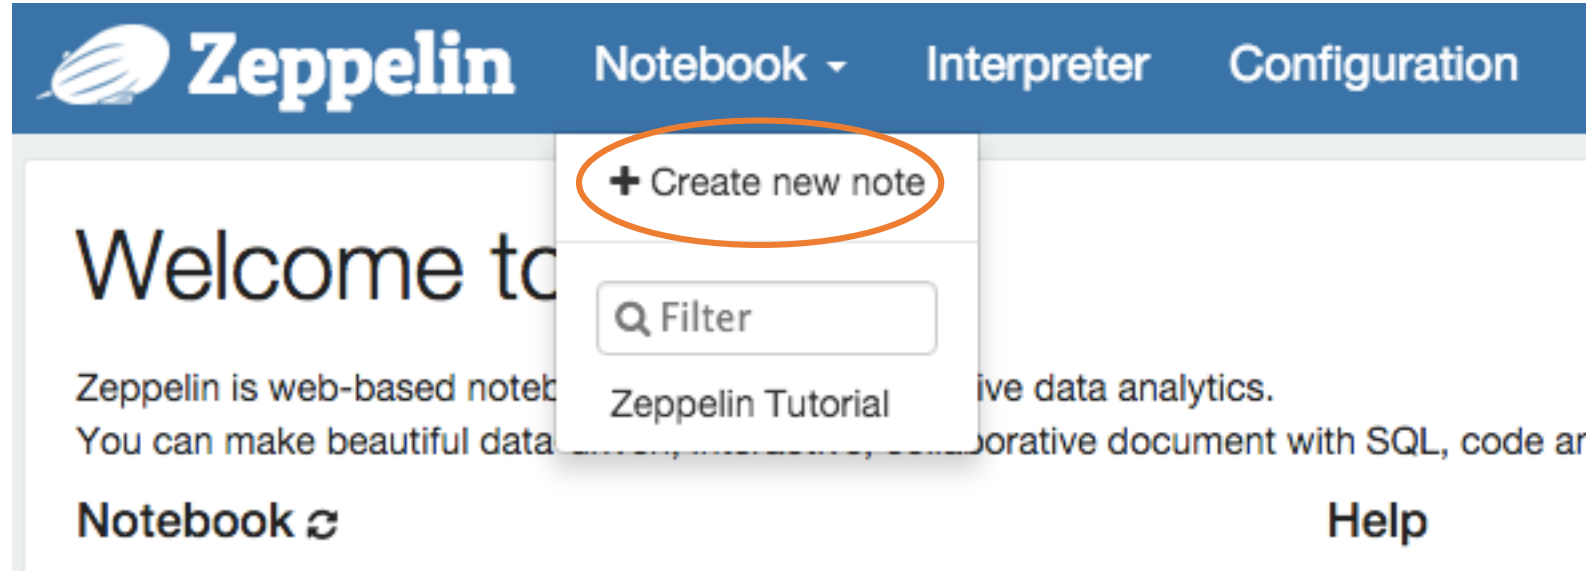 Zeppelin Notebook Interpreter Configuration
Create new note
Welcome to
Filter
Zeppelin is web-based noteb
ive data analytics.
Zeppelin Tutorial
You can make beautiful data
borative document with SQL, code ar
Notebook
Help